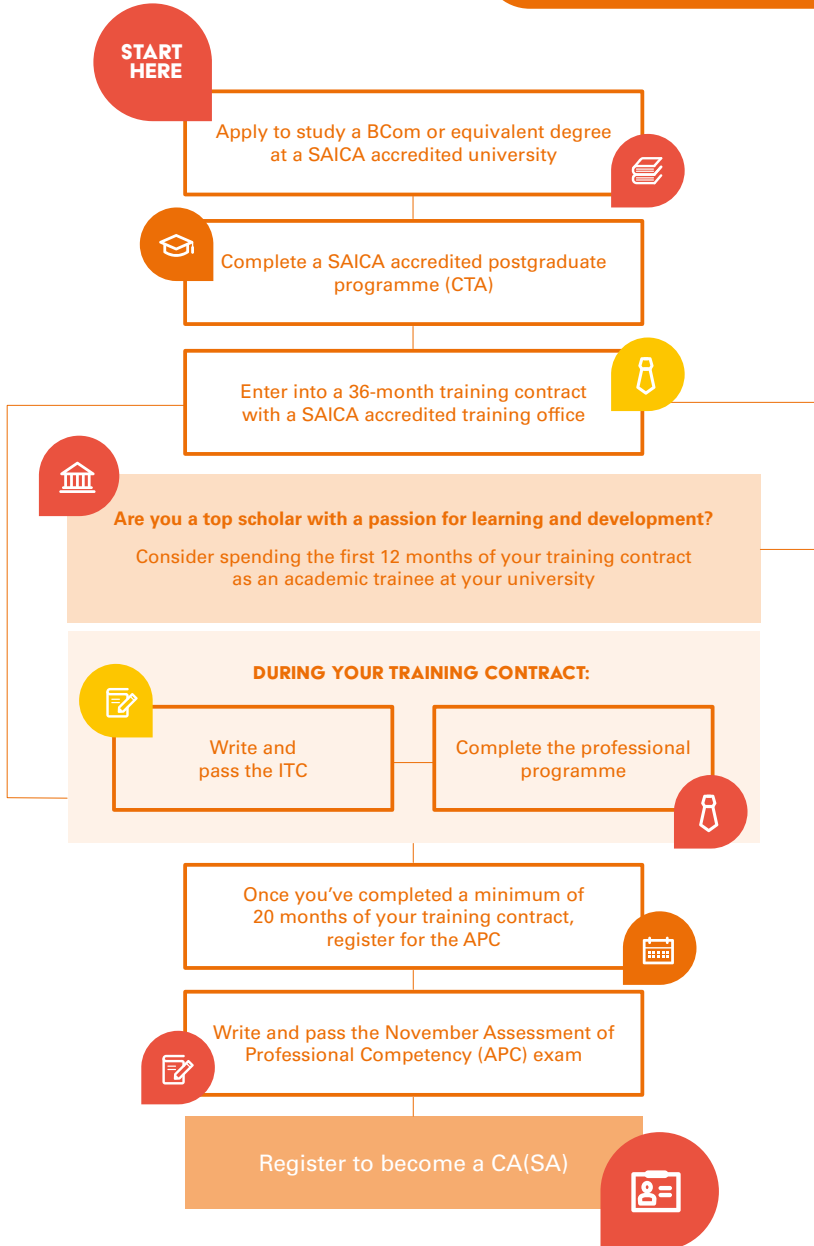 START
HERE
Apply to study a BCom or equivalent degree
at a SAICA accredited university
Complete a SAICA accredited postgraduate
programme (CTA)
Enter into a 36-month training contract
with a SAICA accredited training office
Are you a top scholar with a passion for learning and development?
Consider spending the first 12 months of your training contract
as an academic trainee at your university
DURING YOUR TRAINING CONTRACT:
Write and
pass the ITC
Complete the professional
programme
Once you’ve completed a minimum of
20 months of your training contract,
register for the APC
Write and pass the November Assessment of
Professional Competency (APC) exam
Register to become a CA(SA)